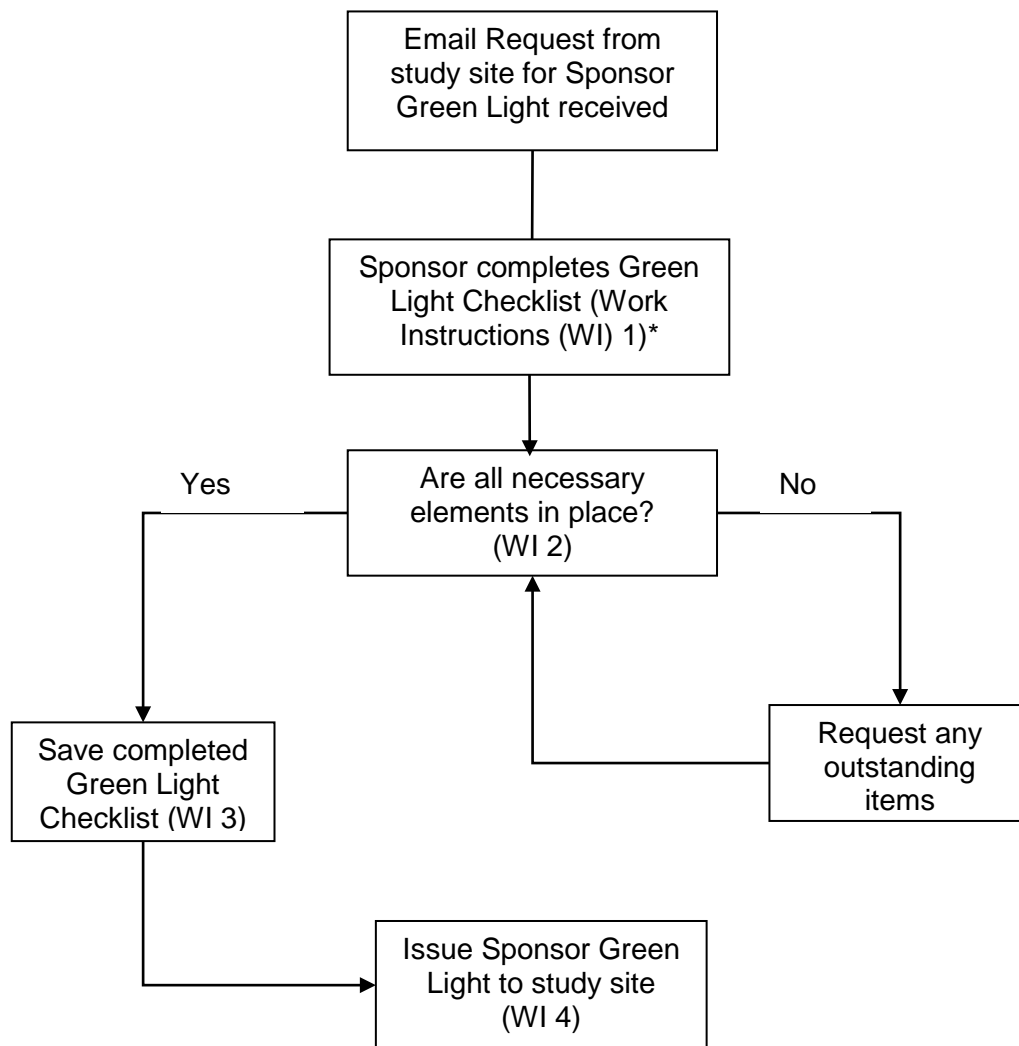 Email Request from
study site for Sponsor
Green Light received
Sponsor completes Green
Light Checklist (Work
Instructions (WI) 1)*
Yes
Are all necessary
elements in place?
(WI 2)
No
Save completed
Green Light
Checklist (WI 3)
Request any
outstanding
items
Issue Sponsor Green
Light to study site
(WI 4)